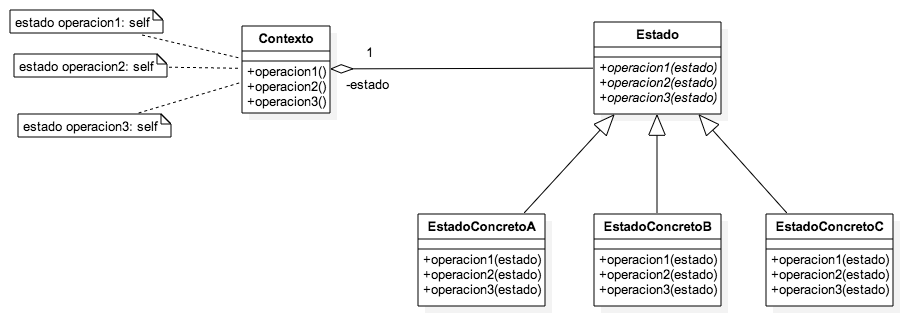 estado operacion1: self
estado operacion2: self
estado operacion3: self
Contexto
+operacion1()
+operacion2()
+operacion3()
1
-estado
Estado
+operacion1(estado)
+operacion2(estado)
+operacion3(estado)
EstadoConcretoA
+operacion1(estado)
+operacion2(estado)
+operacion3(estado)
EstadoConcretoB
+operacion1(estado)
+operacion2(estado)
+operacion3(estado)
EstadoConcretoC
+operacion1(estado)
+operacion2(estado)
+operacion3(estado)